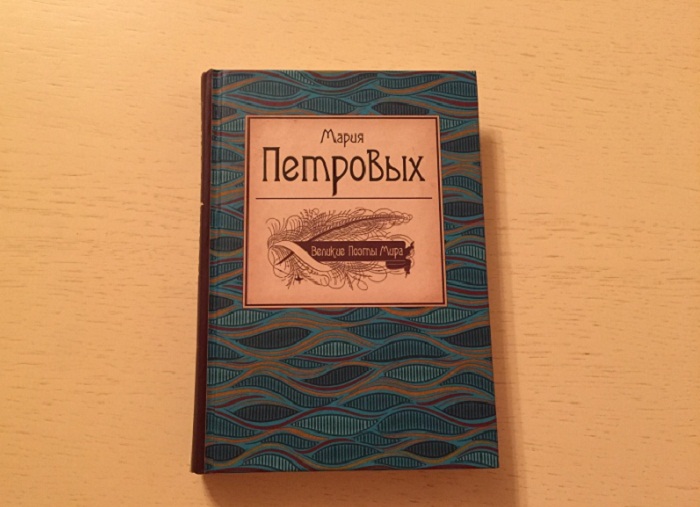 Мария
Петровых
Великие Поэты Мира